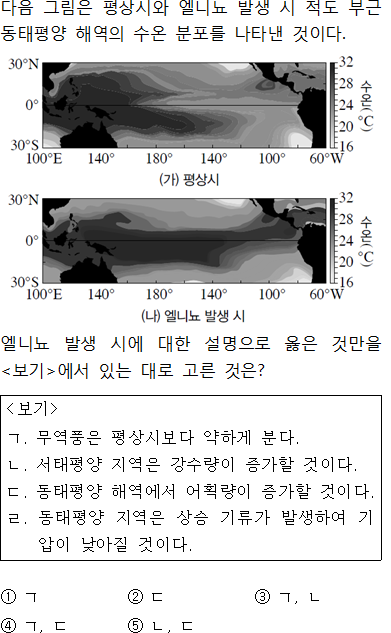 다음 그림은 평상시와 엘니뇨 발생 시 적도 부근
동태평양 해역의 수온 분포를 나타낸 것이다.
30°N
0°
30°S
100°E 140° 180° 140° 100° 60°W
32
28
24
20
16
수온(°C)
(가) 평상시
30°N
0°
30°S
100°E 140° 180° 140° 100° 60°W
32
28
24
20
16
수온(°C)
(나) 엘니뇨 발생 시
엘니뇨 발생 시에 대한 설명으로 옳은 것만을
<보기>에서 있는 대로 고른 것은?
<보기>
ㄱ. 무역풍은 평상시보다 약하게 분다.
ㄴ. 서태평양 지역은 강수량이 증가할 것이다.
ㄷ. 동태평양 해역에서 어획량이 증가할 것이다.
ㄹ. 동태평양 지역은 상승 기류가 발생하여 기
압이 낮아질 것이다.
① ㄱ ② ㄷ ③ ㄱ, ㄴ
④ ㄱ, ㄷ ⑤ ㄴ, ㄷ